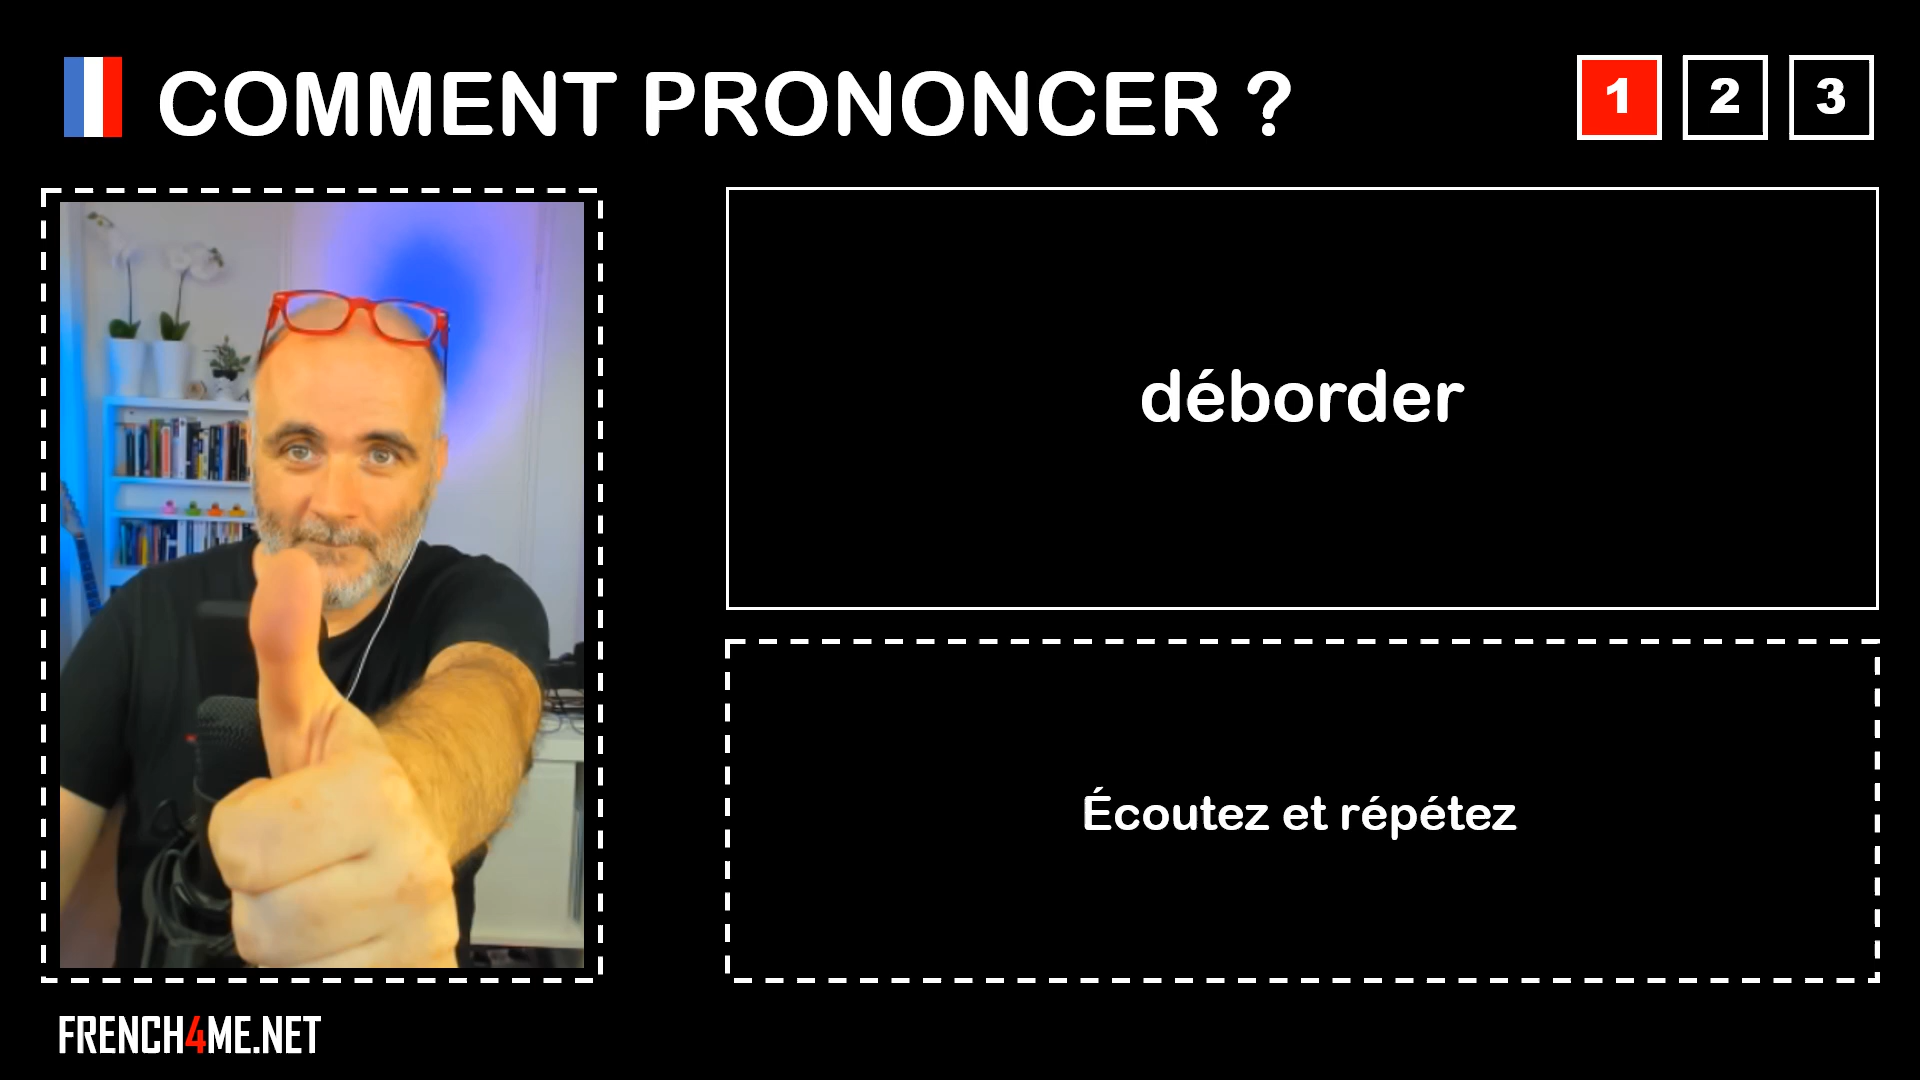 COMMENT PRONONCER ?
1 2 3
déborder
Écoutez et répétez
FRENCH4ME.NET